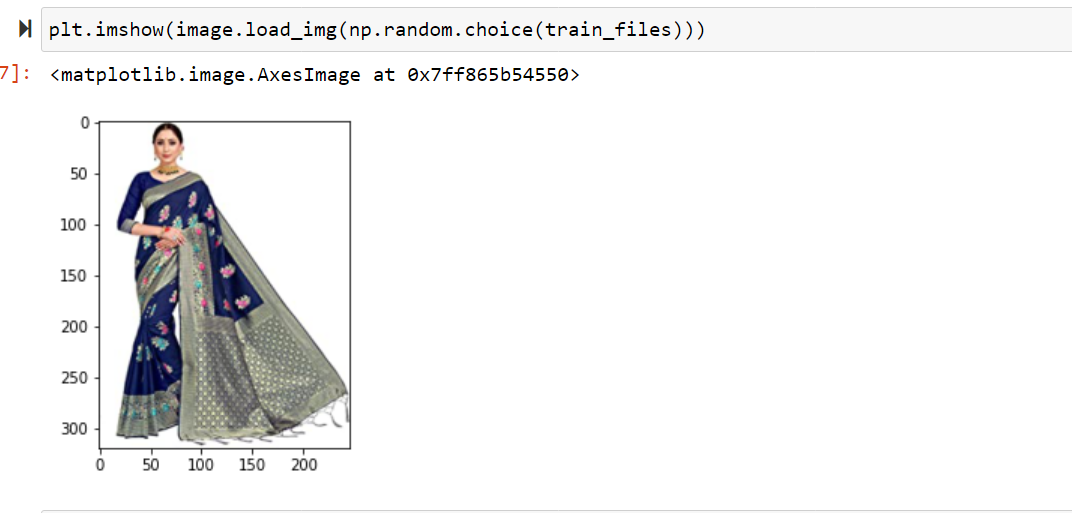 plt.imshow(image.load_img(np.random.choice(train_files)))
7]: <matplotlib.image.AxesImage at 0x7ff865b54550>
0
50
100
150
200
250
300
0 50 100 150 200